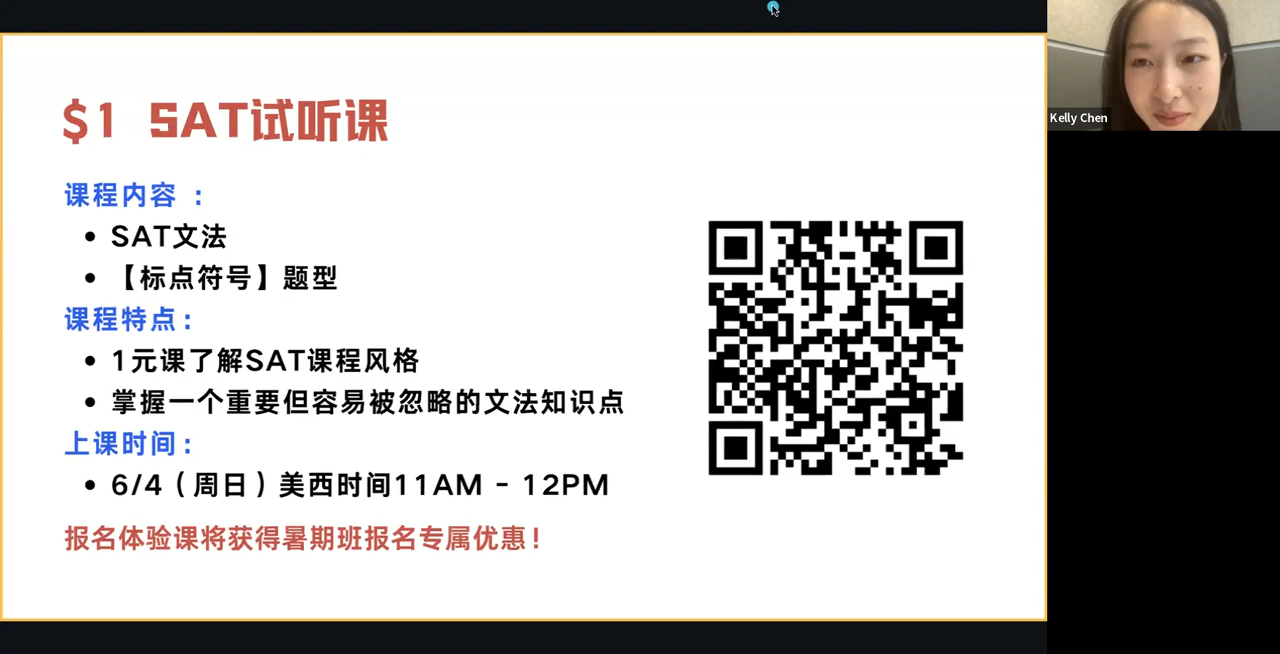 $1 SAT试听课
课程内容 ：
• SAT文法
• 【标点符号】题型
课程特点：
• 1元课了解SAT课程风格
• 掌握一个重要但容易被忽略的文法知识点
上课时间：
• 6/4（周日）美西时间11AM - 12PM
报名体验课将获得暑期班报名专属优惠！
Kelly Chen